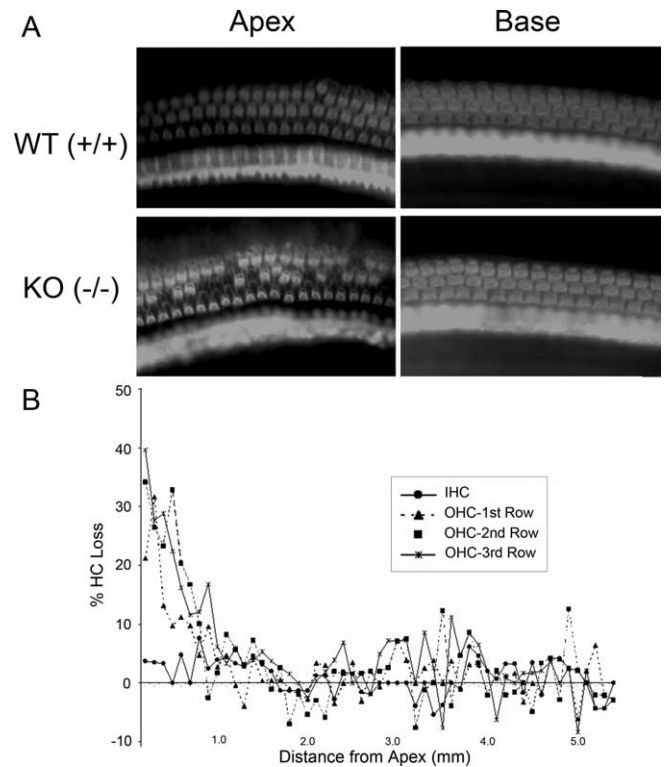 A
Apex
Base
WT (+/+)
KO (-/-)
B
50
40
30
20
10
0
-10
% HC Loss
IHC
OHC-1st Row
OHC-2nd Row
OHC-3rd Row
1.0
2.0
3.0
4.0
5.0
Distance from Apex (mm)